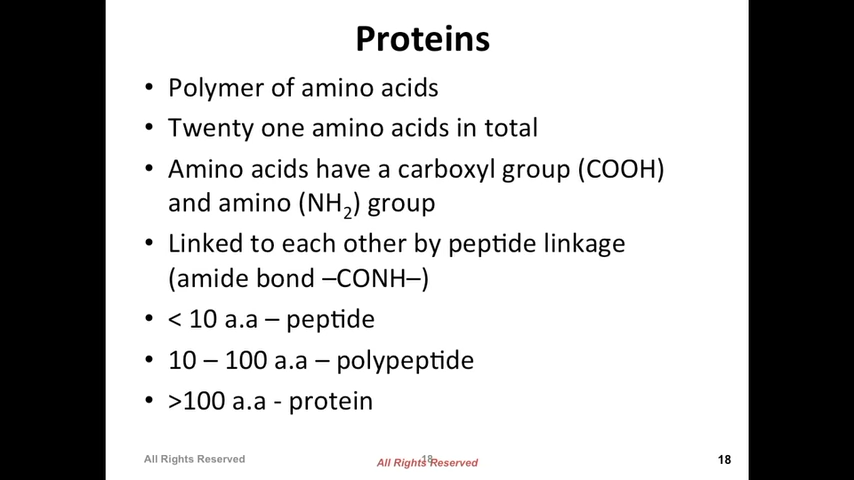 Proteins
• Polymer of amino acids
• Twenty one amino acids in total
• Amino acids have a carboxyl group (COOH)
and amino (NH₂) group
• Linked to each other by peptide linkage
(amide bond –CONH–)
• < 10 a.a – peptide
• 10 – 100 a.a – polypeptide
• >100 a.a - protein
All Rights Reserved
18
All Rights Reserved
18